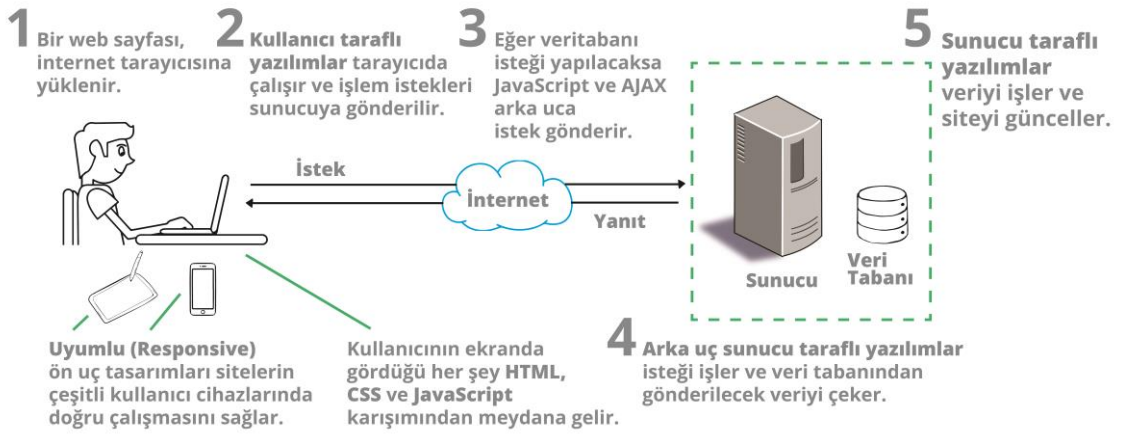 1 Bir web sayfası,
internet tarayıcısına
yüklenir.
2 Kullanıcı taraflı
yazılımlar tarayıcıda
çalışır ve işlem istekleri
sunucuya gönderilir.
3 Eğer veritabanı
isteği yapılacaksa
JavaScript ve AJAX
arka uca
istek gönderir.
5 Sunucu taraflı
yazılımlar
veriyi işler ve
siteyi günceller.
İstek
İnternet
Yanıt
Sunucu
Veri
Tabanı
Uyumlu (Responsive)
ön uç tasarımları sitelerin
çeşitli kullanıcı cihazlarında
doğru çalışmasını sağlar.
Kullanıcının ekranda
gördüğü her şey HTML,
CSS ve JavaScript
karışımından meydana gelir.
4 Arka uç sunucu taraflı yazılımlar
isteği işler ve veri tabanından
gönderilecek veriyi çeker.